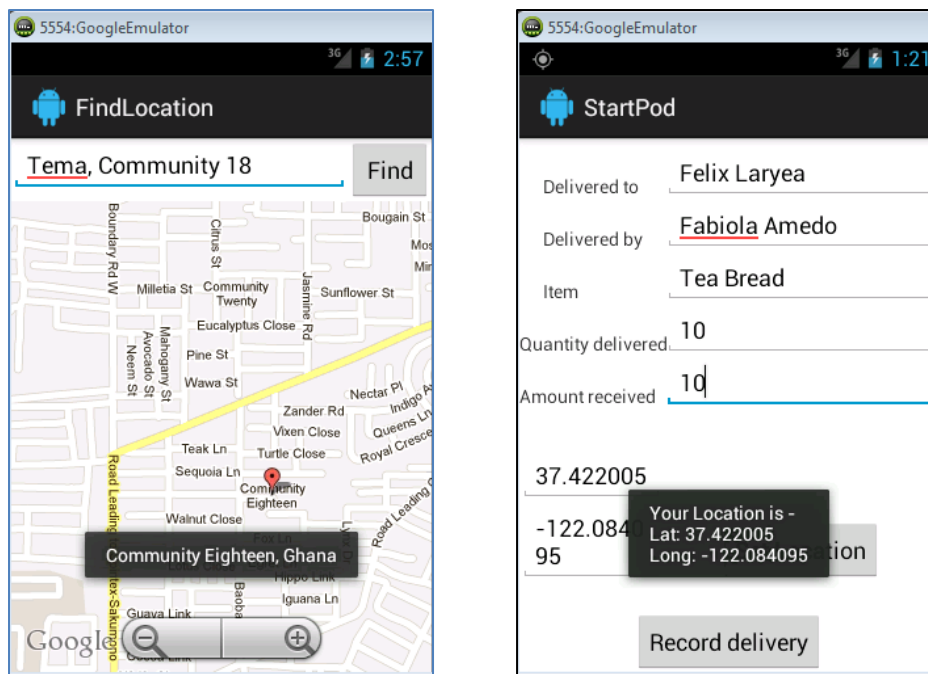 5554:GoogleEmulator
3G 2:57
FindLocation
Tema, Community 18
Find
Bougain St
Boundary Rd W
Citrus St
Milletia St
Community
Twenty
Jasmine Rd
Sunflower St
Eucalyptus Close
Mahogany St
Avocado St
Neem St
Pine St
Wawa St
Nectar Pl
Zander Rd
Vixen Close
Queens Ln
Teak Ln
Turtle Close
Sequoia Ln
Community
Eighteen
Walnut Close
Fox Ln
Community Eighteen, Ghana
Hippo Link
Iguana Ln
Guava Link
Google
5554:GoogleEmulator
3G 1:21
StartPod
Delivered to Felix Laryea
Delivered by Fabiola Amedo
Item Tea Bread
Quantity delivered 10
Amount received 10
37.422005
-122.0840
95
Your Location is -
Lat: 37.422005
Long: -122.084095
Record delivery